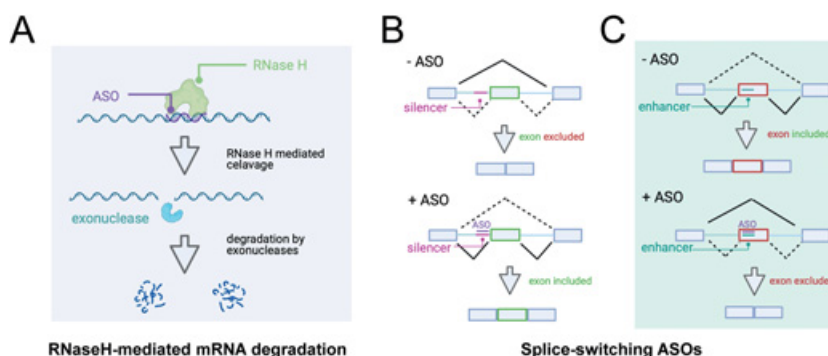 A
RNase H
ASO
RNase H mediated
celavage
exonuclease
degradation by
exonucleases
RNaseH-mediated mRNA degradation
B
- ASO
silencer
exon excluded
+ ASO
ASO
silencer
exon included
C
- ASO
enhancer
exon included
+ ASO
ASO
enhancer
exon excluded
Splice-switching ASOs